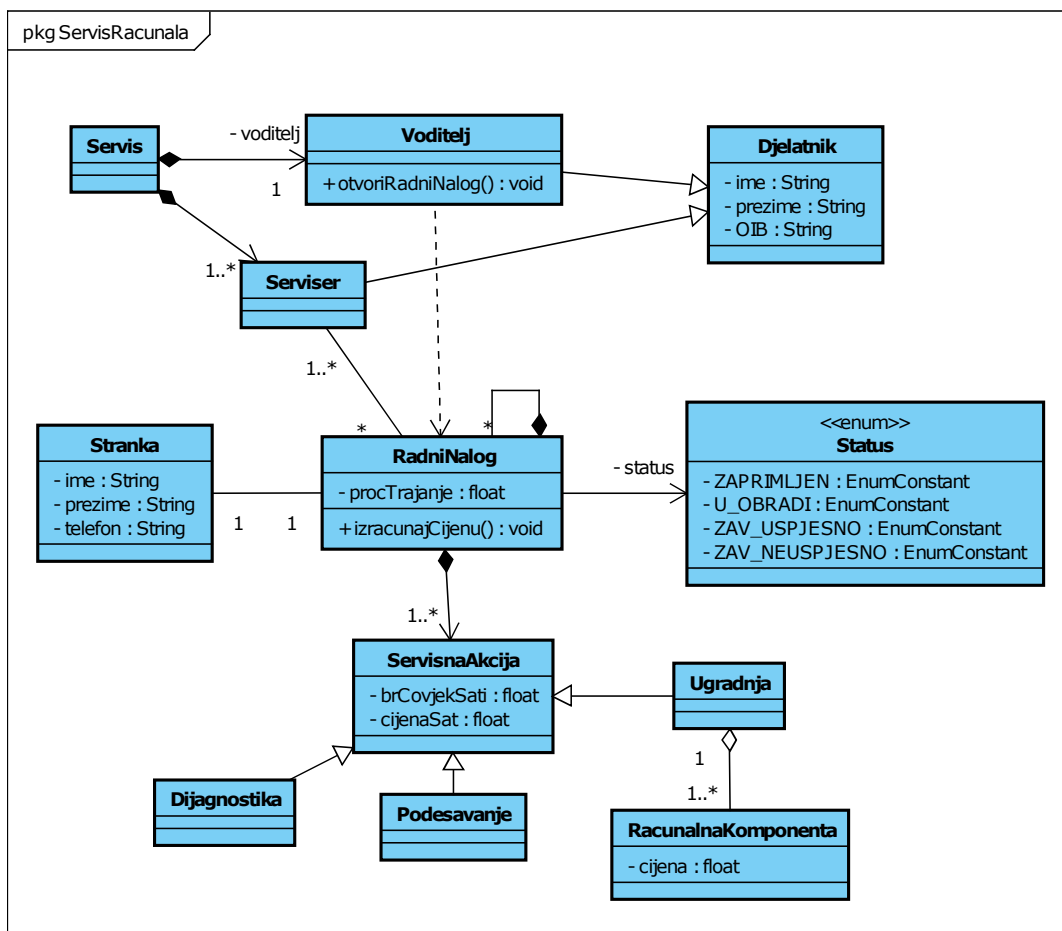 pkg ServisRacunala
Servis
- voditelj
1
Voditelj
+ otvoriRadniNalog() : void
Djelatnik
- ime : String
- prezime : String
- OIB : String
1..*
Serviser
1..*
*
*
Stranka
- ime : String
- prezime : String
- telefon : String
1
1
RadniNalog
- procTrajanje : float
+ izracunajCijenu() : void
- status
<<enum>>
Status
- ZAPRIMLJEN : EnumConstant
- U_OBRADI : EnumConstant
- ZAV_USPJESNO : EnumConstant
- ZAV_NEUSPJESNO : EnumConstant
1..*
ServisnaAkcija
- brCovjekSati : float
- cijenaSat : float
Ugradnja
1
1..*
Dijagnostika
Podesavanje
RacunalnaKomponenta
- cijena : float